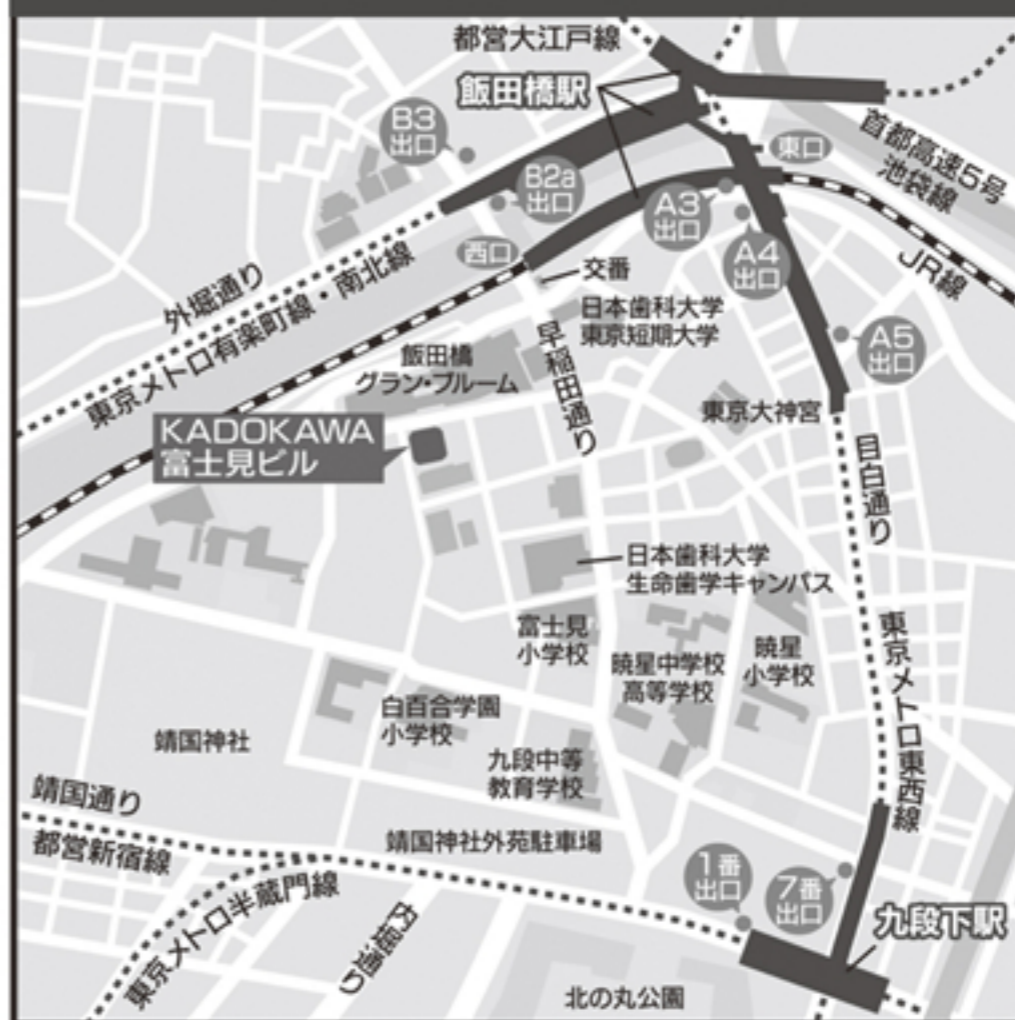 都営大江戸線
飯田橋駅
B3
出口
B2a
出口
東口
首都高速5号
池袋線
A3
出口
A4
出口
西口
交番
JR線
外堀通り
東京メトロ有楽町線・南北線
日本歯科大学
東京短期大学
A5
出口
飯田橋
グラン・ブルーム
早稲田通り
東京大神宮
KADOKAWA
富士見ビル
目白通り
日本歯科大学
生命歯学キャンパス
富士見
小学校
暁星中学校
高等学校
暁星
小学校
東京メトロ東西線
白百合学園
小学校
靖国神社
九段中等
教育学校
靖国通り
都営新宿線
靖国神社外苑駐車場
1番
出口
7番
出口
東京メトロ半蔵門線
内堀通り
九段下駅
北の丸公園